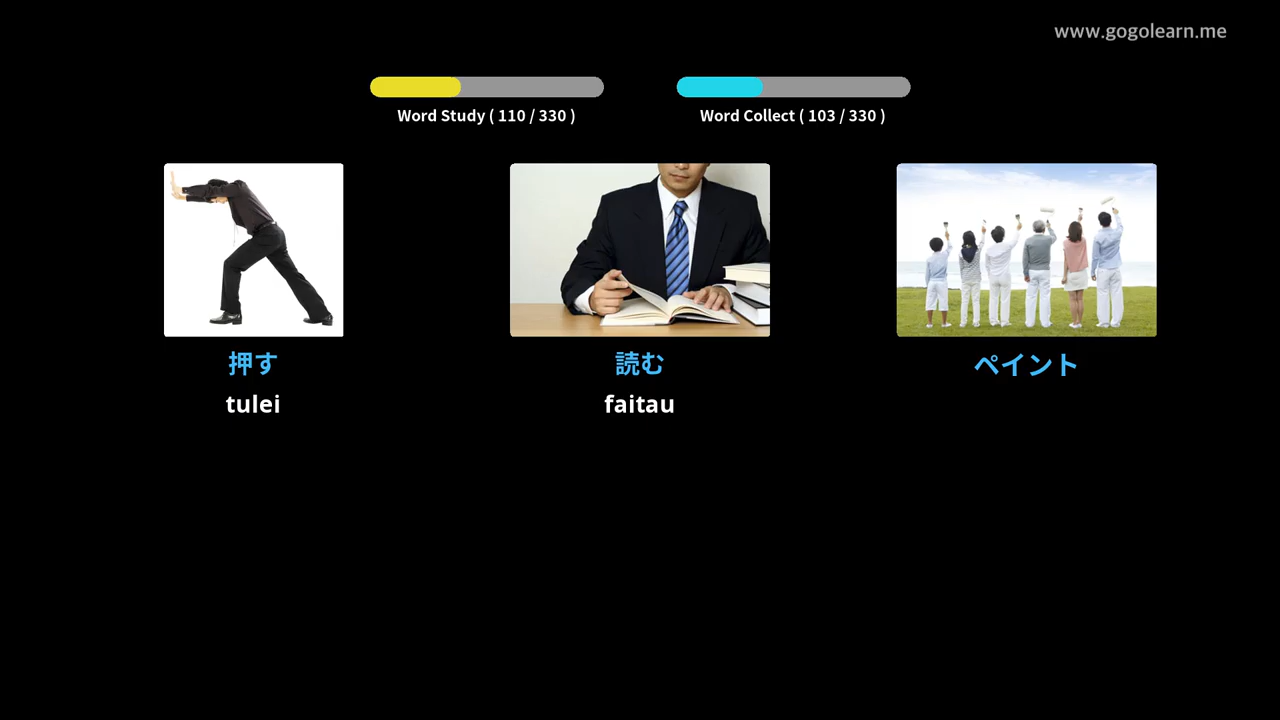 www.gogolearn.me
Word Study ( 110 / 330 )
Word Collect ( 103 / 330 )
押す
読む
ペイント
tulei
faitau